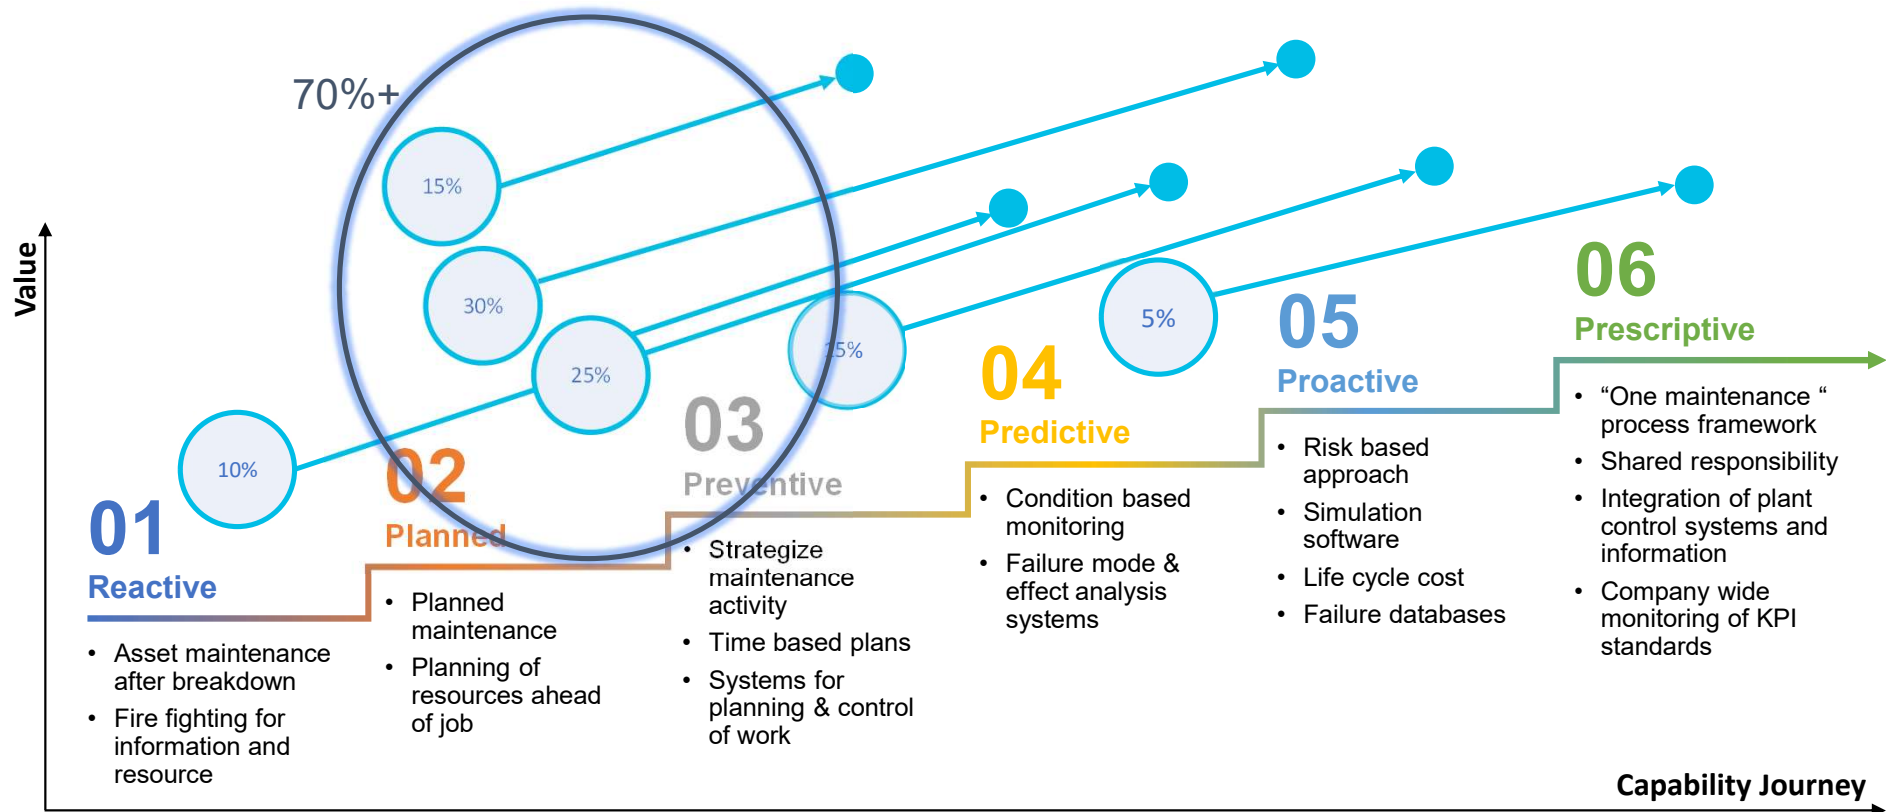 70%+
15%
30%
25%
15%
5%
10%
Value
01
Reactive
• Asset maintenance
after breakdown
• Fire fighting for
information and
resource
02
Planned
• Planned
maintenance
• Planning of
resources ahead
of job
03
Preventive
• Strategize
maintenance
activity
• Time based plans
• Systems for
planning & control
of work
04
Predictive
• Condition based
monitoring
• Failure mode &
effect analysis
systems
05
Proactive
• Risk based
approach
• Simulation
software
• Life cycle cost
• Failure databases
06
Prescriptive
• “One maintenance “
process framework
• Shared responsibility
• Integration of plant
control systems and
information
• Company wide
monitoring of KPI
standards
Capability Journey